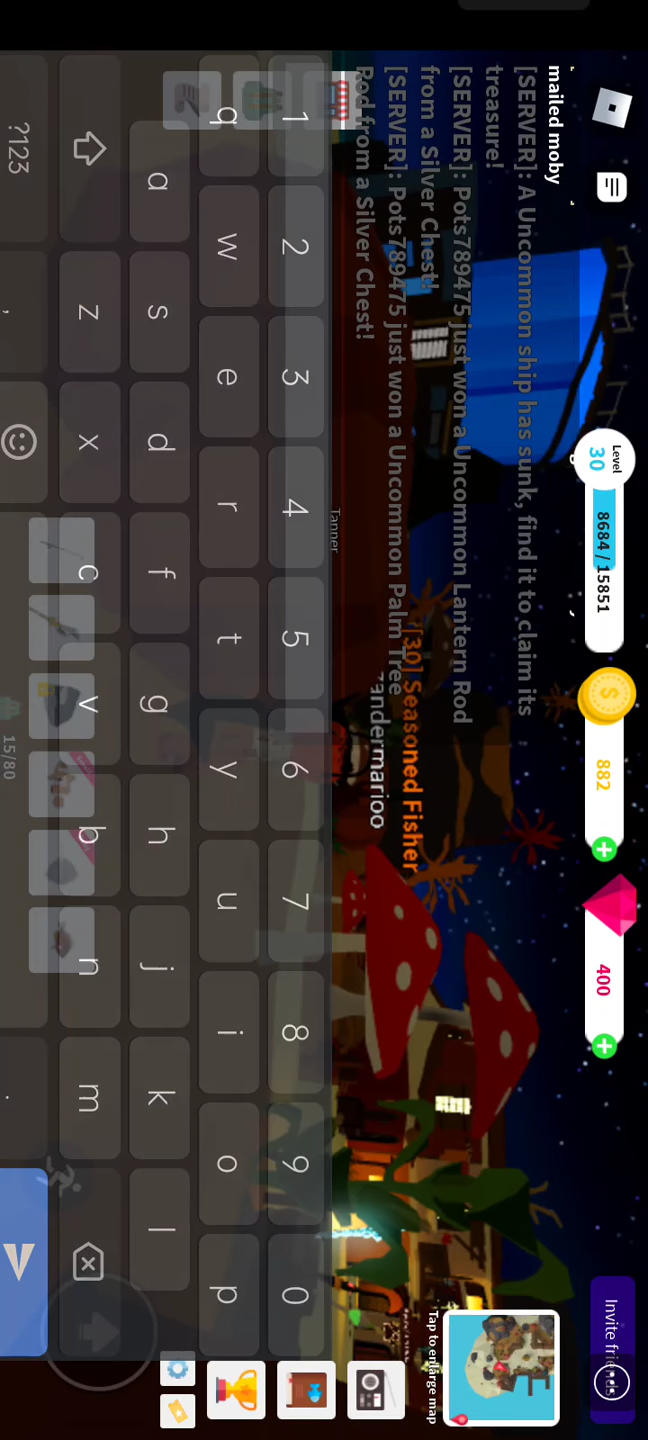 mailed moby
[SERVER]: A Uncommon ship has sunk, find it to claim its
treasure!
[SERVER]: Pots789475 just won a Uncommon Lantern Rod
from a Silver Chest!
[SERVER]: Pots789475 just won a Uncommon Palm Tree
Rod from a Silver Chest!
Level
30
8684 / 15851
882
400
Invite friends
[30] Seasoned Fisher
andermarioo
Tanner
Tap to enlarge map
1 2 3 4 5 6 7 8 9 0
q w e r t y u i o p
a s d f g h j k l
z x c v b n m
?123 , .
15/80